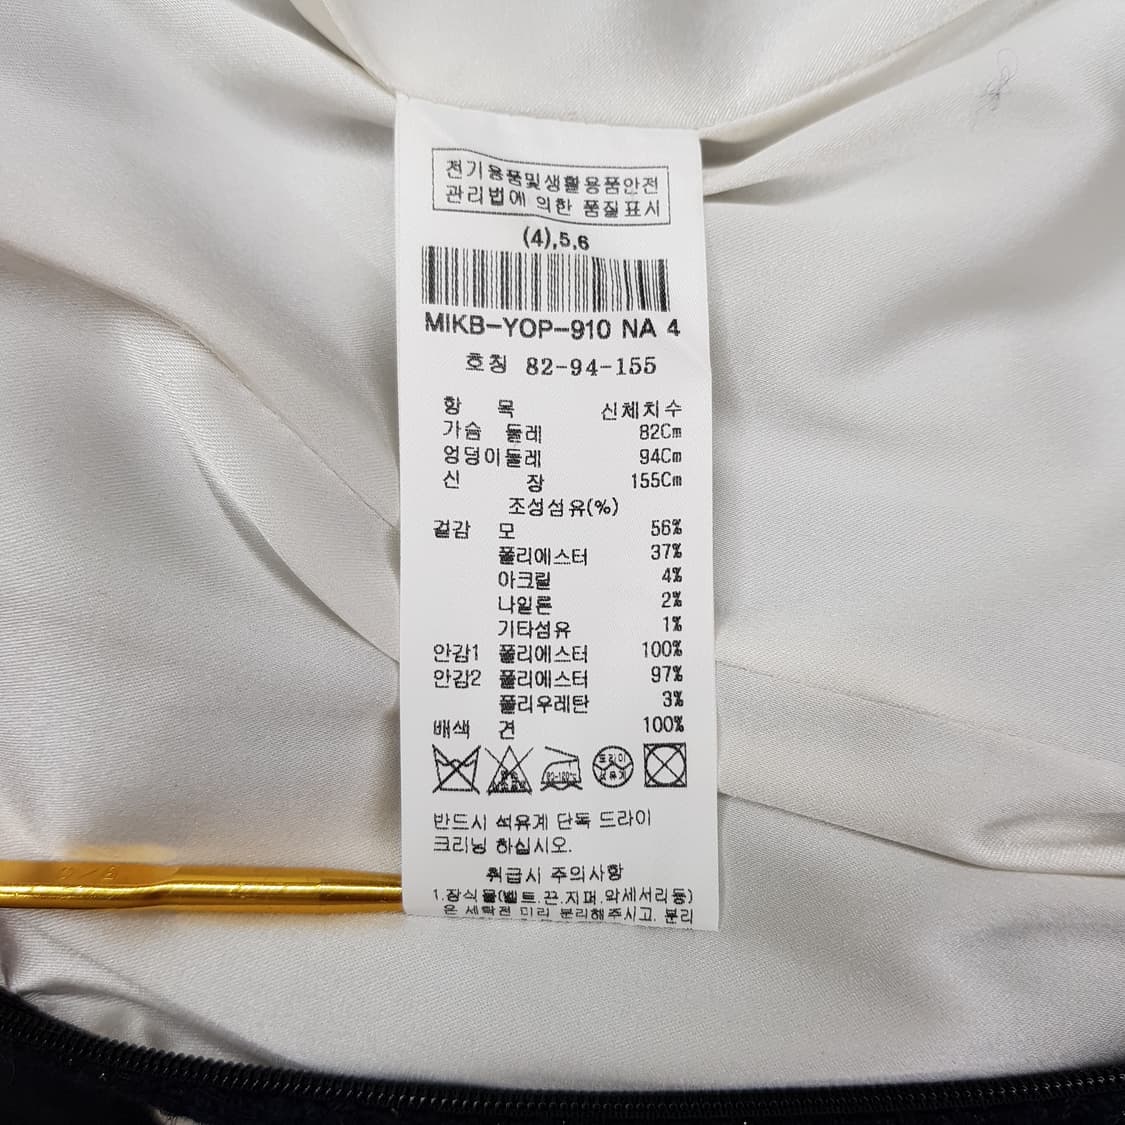 전기용품및생활용품안전
관리법에 의한 품질표시
(4),5,6
MIKB-YOP-910 NA 4
호칭 82-94-155
항 목 신체치수
가슴 둘레 82Cm
엉덩이둘레 94Cm
신 장 155Cm
조성섬유(%)
겉감 모 56%
폴리에스터 37%
아크릴 4%
나일론 2%
기타섬유 1%
안감1 폴리에스터 100%
안감2 폴리에스터 97%
폴리우레탄 3%
배색 견 100%
드라이
석유계
반드시 석유계 단독 드라이
크리닝 하십시오.
취급시 주의사항
1.장식물(벨트.끈.지퍼.악세서리등)
은 세탁전 미리 분리해주시고. 분리